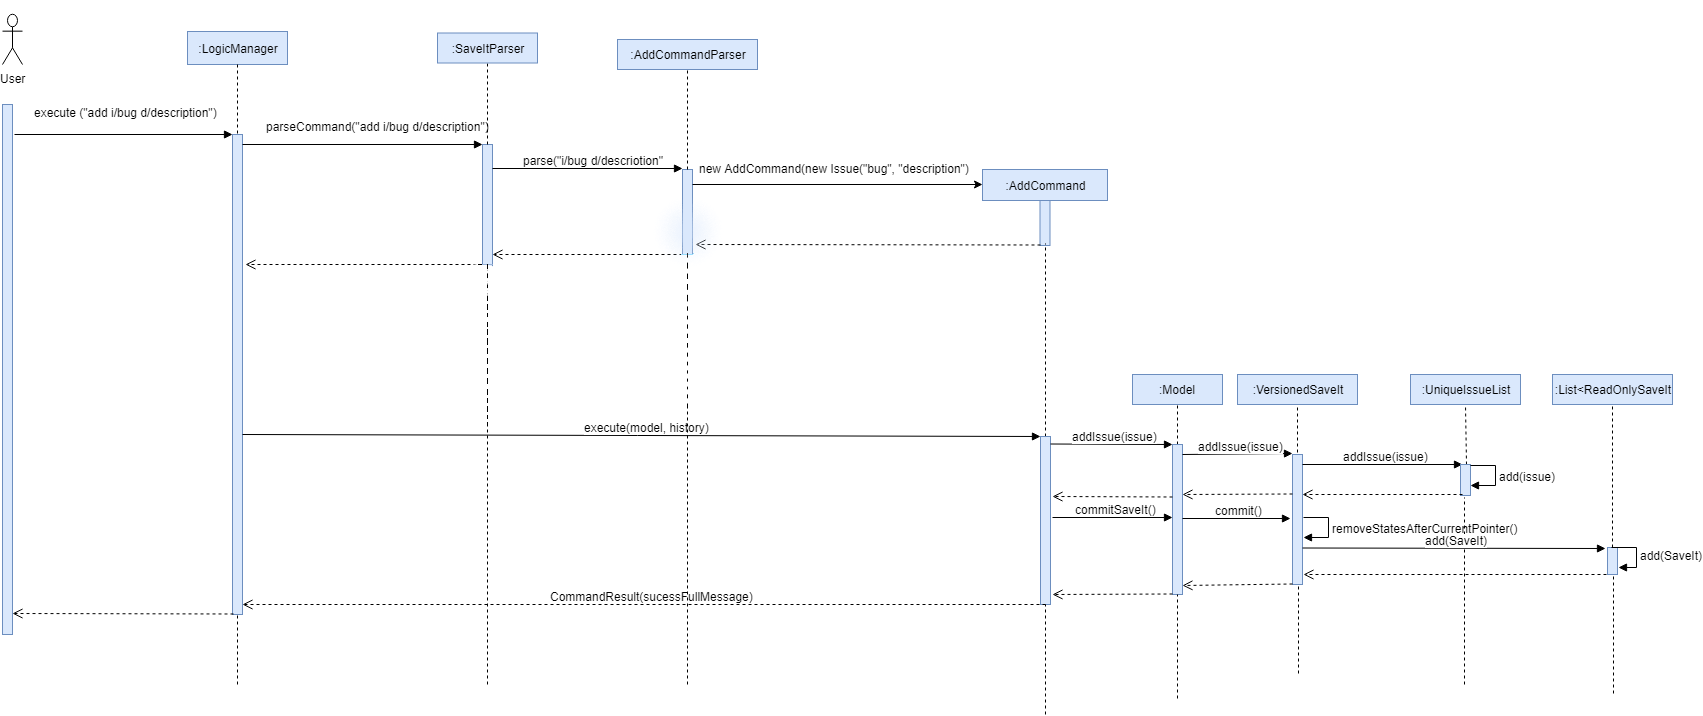 User
:LogicManager
:SaveItParser
:AddCommandParser
execute ("add i/bug d/description")
parseCommand("add i/bug d/description")
parse("i/bug d/descriotion"
new AddCommand(new Issue("bug", "description")
:AddCommand
:Model
:VersionedSaveIt
:UniqueIssueList
:List<ReadOnlySaveIt
execute(model, history)
addIssue(issue)
addIssue(issue)
addIssue(issue)
add(issue)
commitSaveIt()
commit()
removeStatesAfterCurrentPointer()
add(SaveIt)
add(SaveIt)
CommandResult(sucessFullMessage)